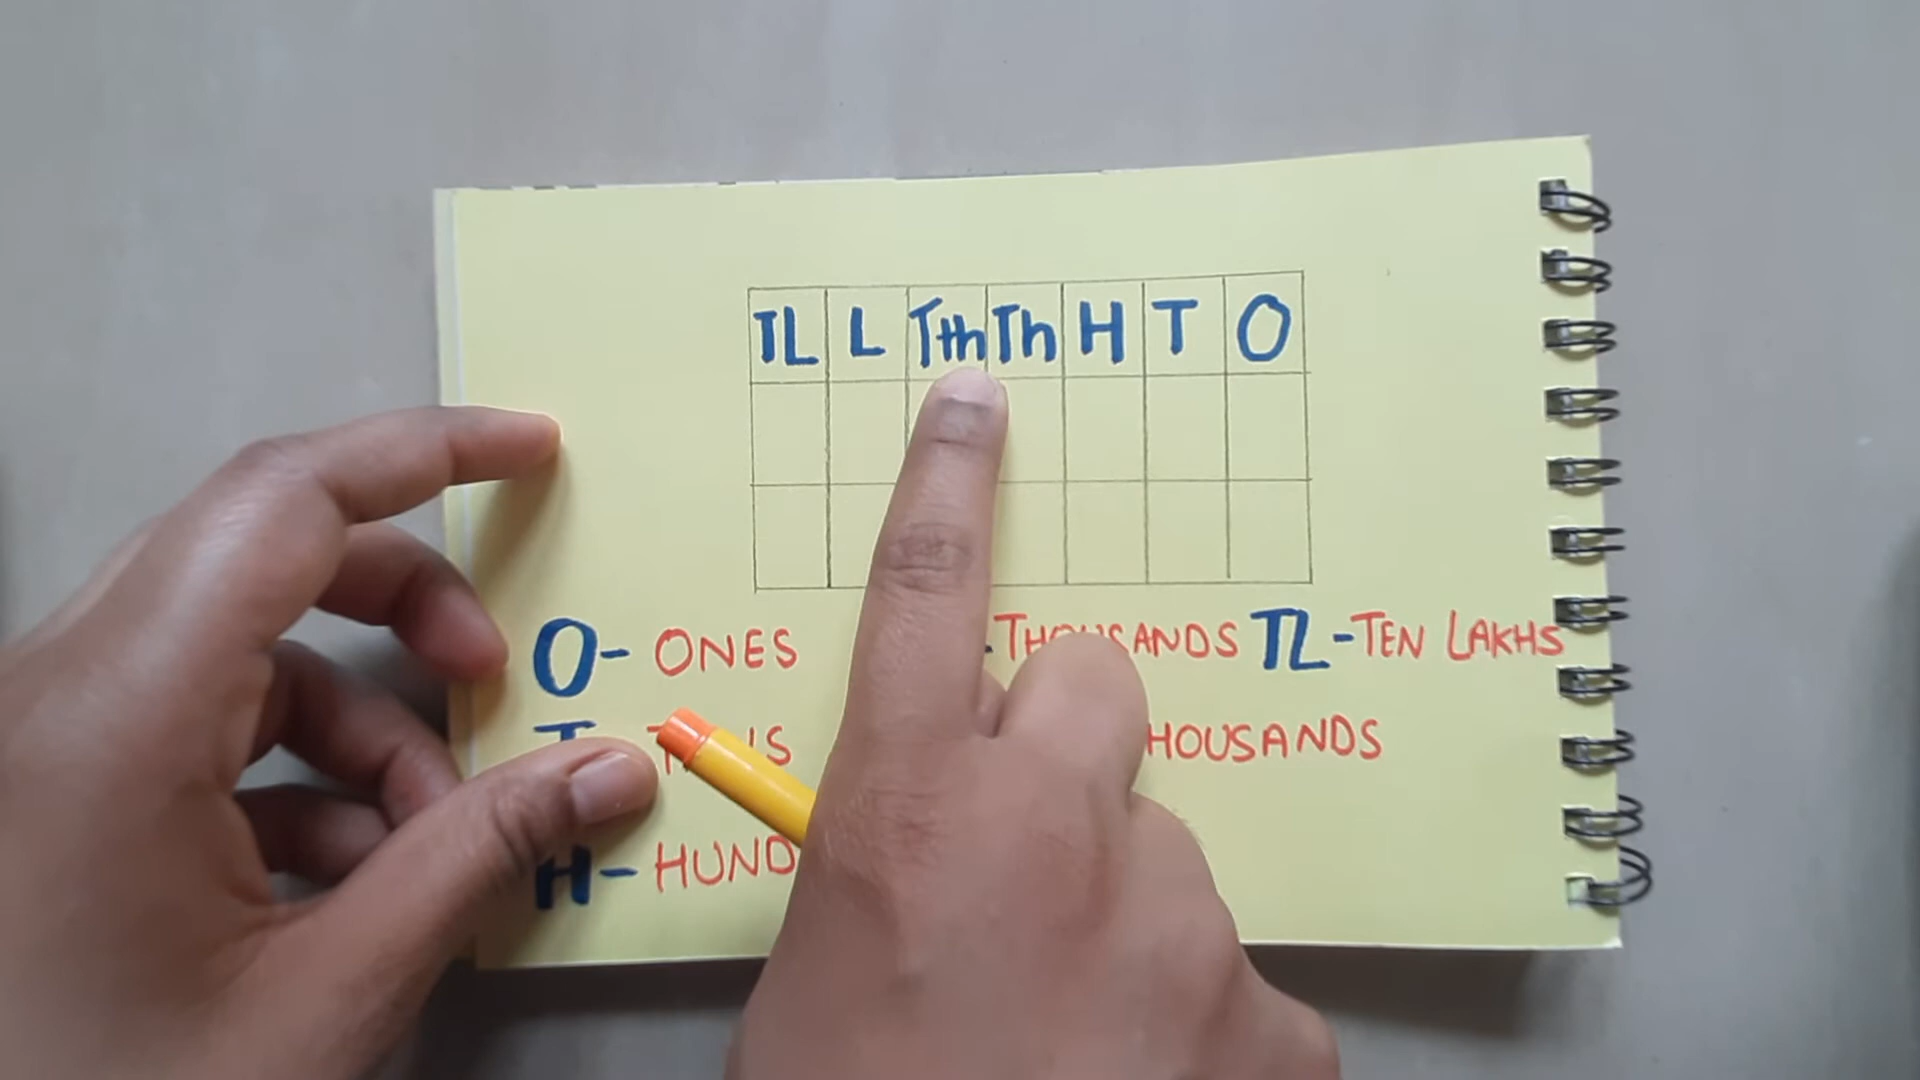 TL L Tth Th H T O
O - ONES - THOUSANDS TL - TEN LAKHS
T HOUSANDS
H - HUND